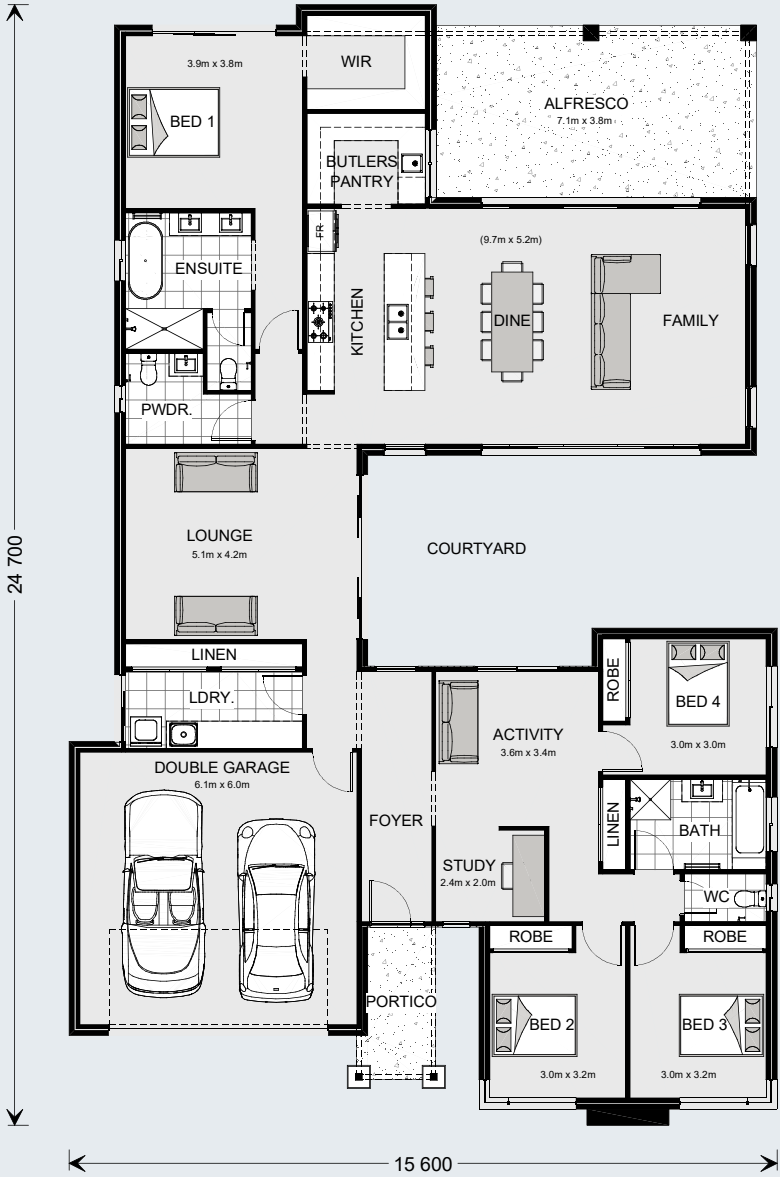 WIR
3.9m x 3.8m
BED 1
ALFRESCO
7.1m x 3.8m
BUTLERS
PANTRY
FR
ENSUITE
KITCHEN
(9.7m x 5.2m)
DINE
FAMILY
PWDR.
LOUNGE
5.1m x 4.2m
COURTYARD
24 700
LINEN
LDRY.
ROBE
BED 4
3.0m x 3.0m
ACTIVITY
3.6m x 3.4m
DOUBLE GARAGE
6.1m x 6.0m
FOYER
LINEN
BATH
STUDY
2.4m x 2.0m
WC
ROBE
ROBE
PORTICO
BED 2
BED 3
3.0m x 3.2m
3.0m x 3.2m
15 600